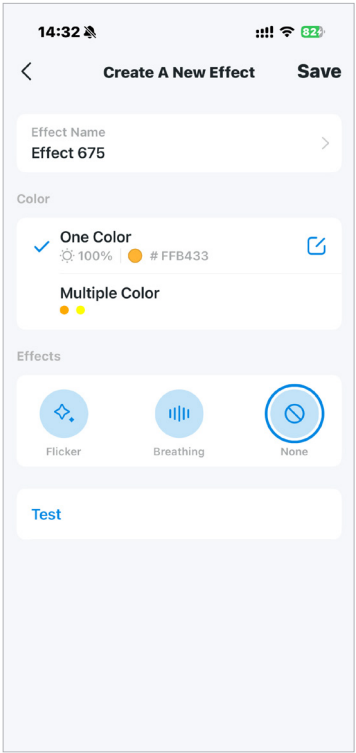 14:32
82
Create A New Effect
Save
Effect Name
Effect 675
Color
One Color
100%
# FFB433
Multiple Color
Effects
Flicker
Breathing
None
Test